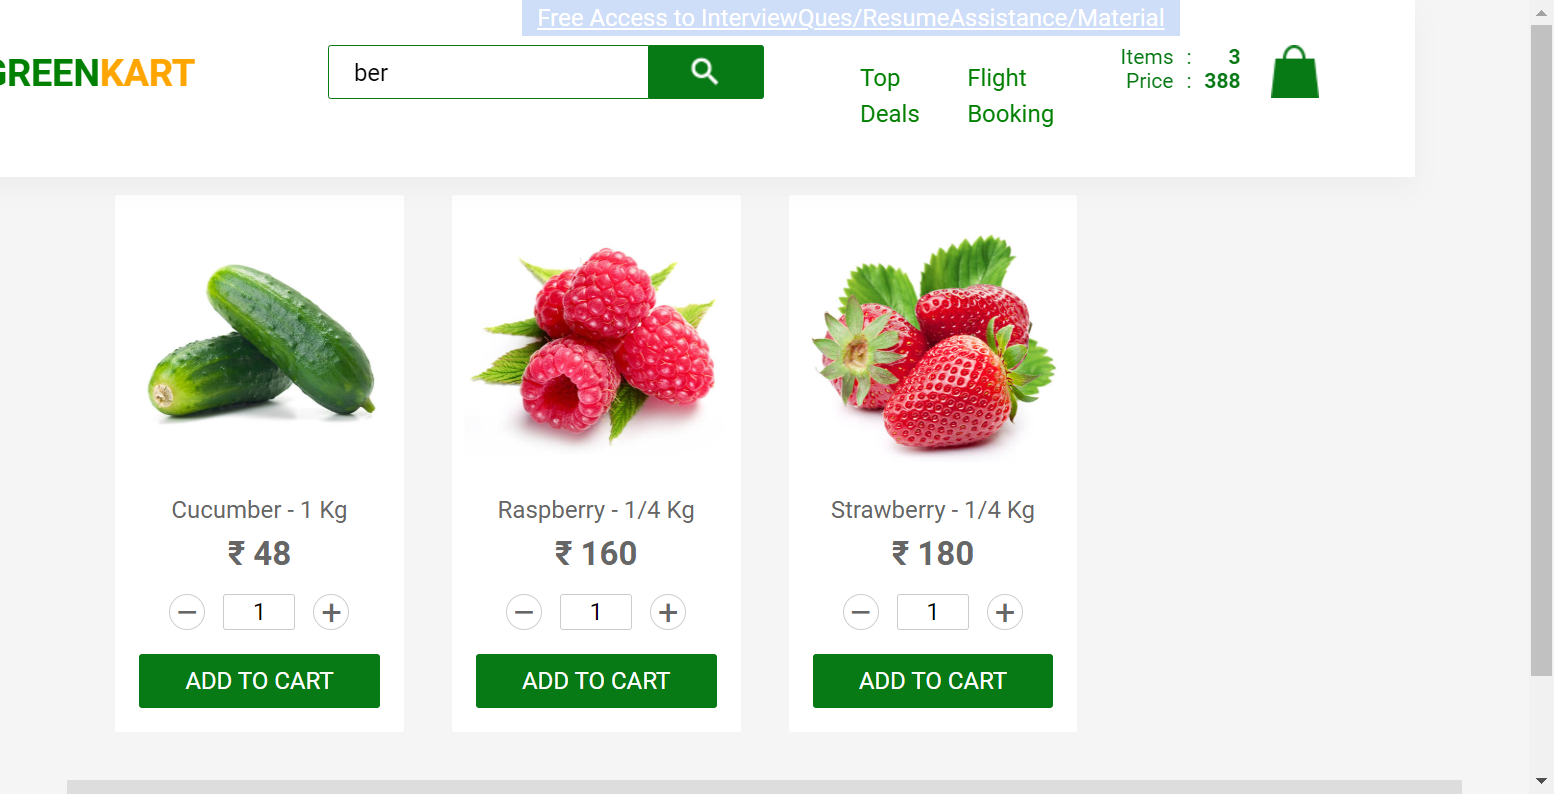 Free Access to InterviewQues/ResumeAssistance/Material
GREENKART
ber
Top Deals
Flight Booking
Items : 3
Price : 388
Cucumber - 1 Kg
₹ 48
1
ADD TO CART
Raspberry - 1/4 Kg
₹ 160
1
ADD TO CART
Strawberry - 1/4 Kg
₹ 180
1
ADD TO CART